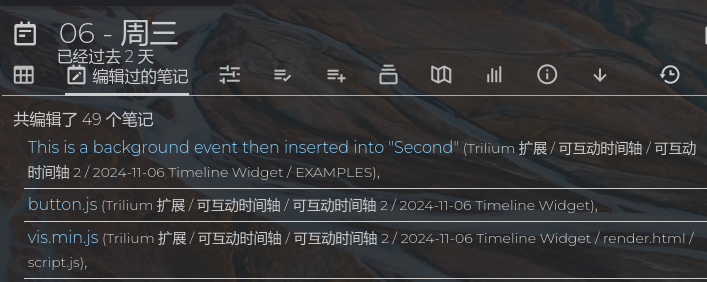 06 - 周三
已经过去 2 天
编辑过的笔记
共编辑了 49 个笔记
This is a background event then inserted into "Second" (Trilium 扩展 / 可互动时间轴 / 可互动
时间轴 2 / 2024-11-06 Timeline Widget / EXAMPLES),
button.js (Trilium 扩展 / 可互动时间轴 / 可互动时间轴 2 / 2024-11-06 Timeline Widget),
vis.min.js (Trilium 扩展 / 可互动时间轴 / 可互动时间轴 2 / 2024-11-06 Timeline Widget / render.html /
script.js),